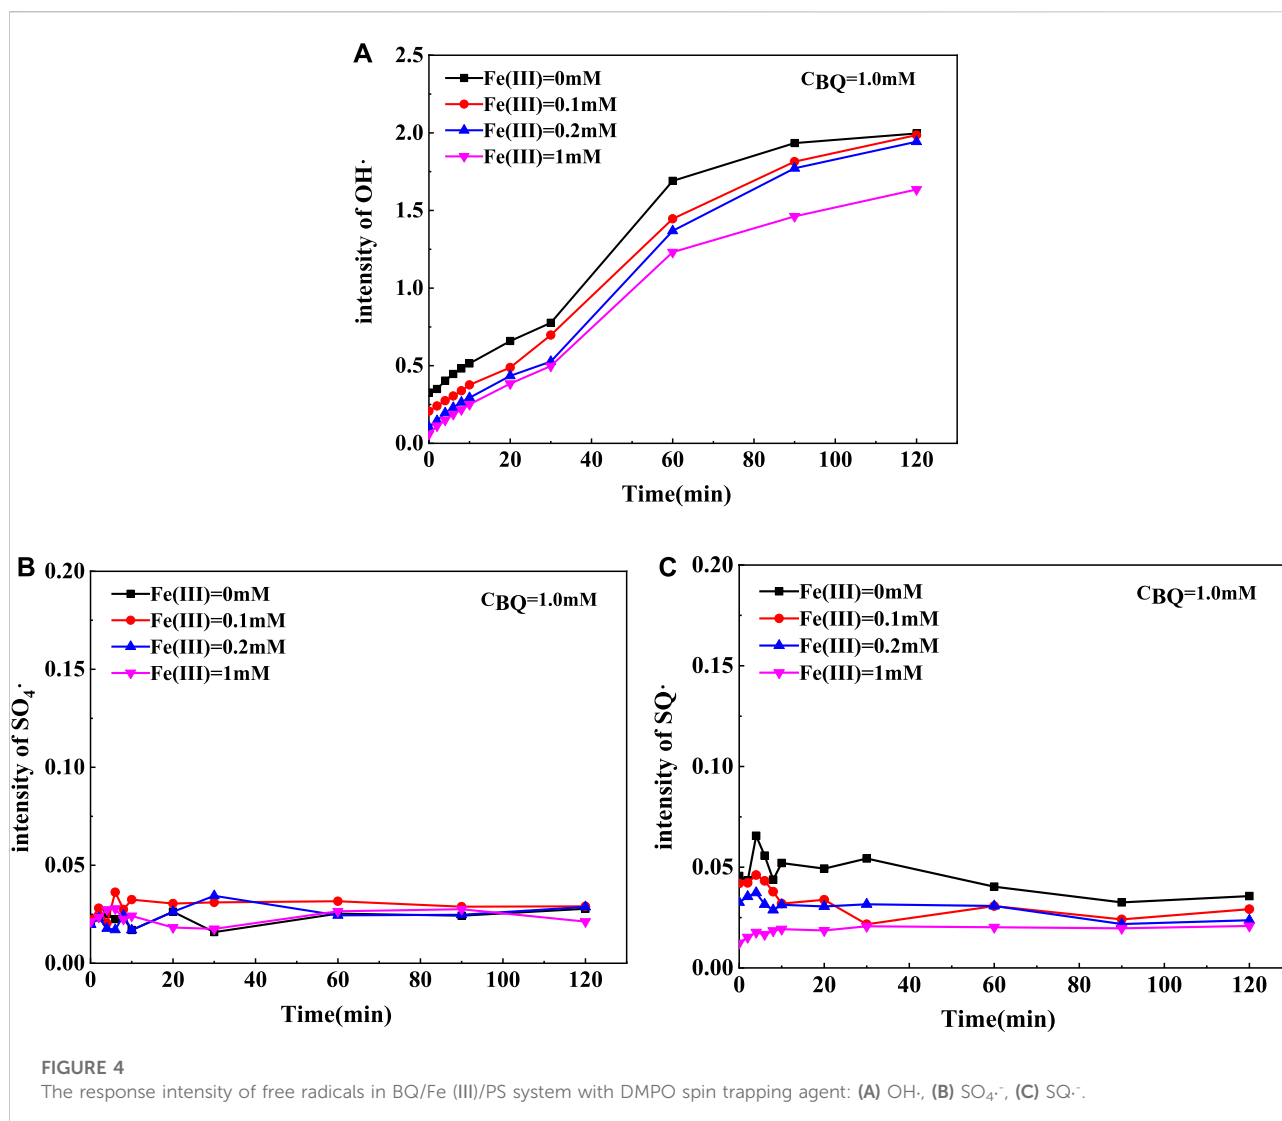 A
2.5
2.0
1.5
1.0
0.5
0.0
intensity of OH·
Fe(III)=0mM
Fe(III)=0.1mM
Fe(III)=0.2mM
Fe(III)=1mM
CBQ=1.0mM
0 20 40 60 80 100 120
Time(min)
B
0.20
0.15
0.10
0.05
0.00
intensity of SO4·
Fe(III)=0mM
Fe(III)=0.1mM
Fe(III)=0.2mM
Fe(III)=1mM
CBQ=1.0mM
0 20 40 60 80 100 120
Time(min)
C
0.20
0.15
0.10
0.05
0.00
intensity of SQ·
Fe(III)=0mM
Fe(III)=0.1mM
Fe(III)=0.2mM
Fe(III)=1mM
CBQ=1.0mM
0 20 40 60 80 100 120
Time(min)
FIGURE 4
The response intensity of free radicals in BQ/Fe (III)/PS system with DMPO spin trapping agent: (A) OH·, (B) SO4·-, (C) SQ·-.